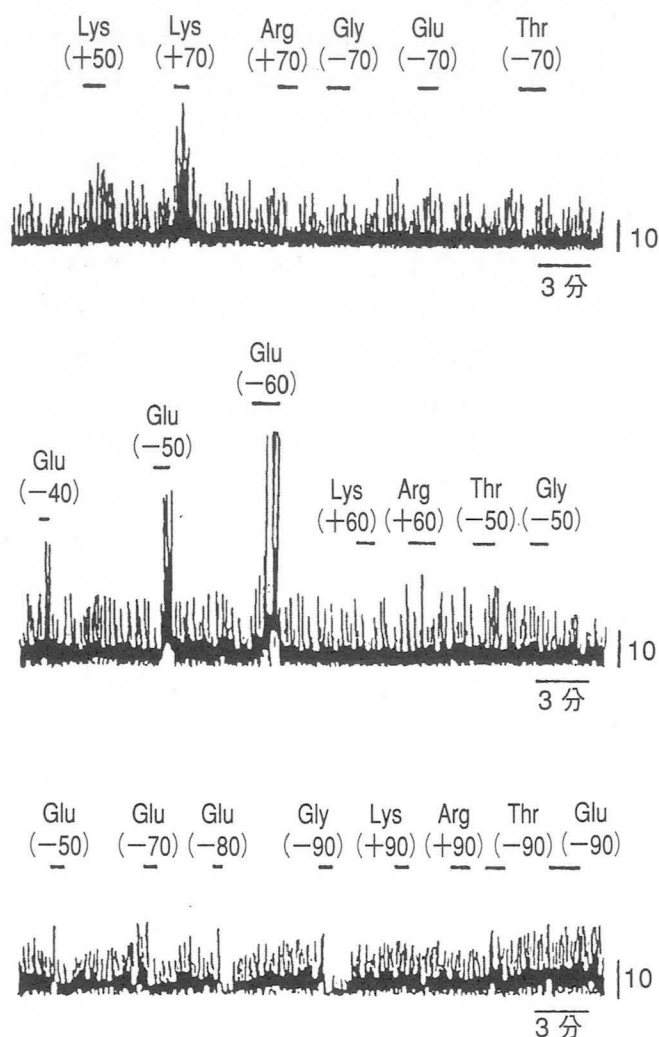 Lys Lys Arg Gly Glu Thr
(+50) (+70) (+70) (−70) (−70) (−70)
10
3 分
Glu
(−60)
Glu
(−50)
Glu
(−40)
Lys Arg Thr Gly
(+60) (+60) (−50) (−50)
10
3 分
Glu Glu Glu Gly Lys Arg Thr Glu
(−50) (−70) (−80) (−90) (+90) (+90) (−90) (−90)
10
3 分